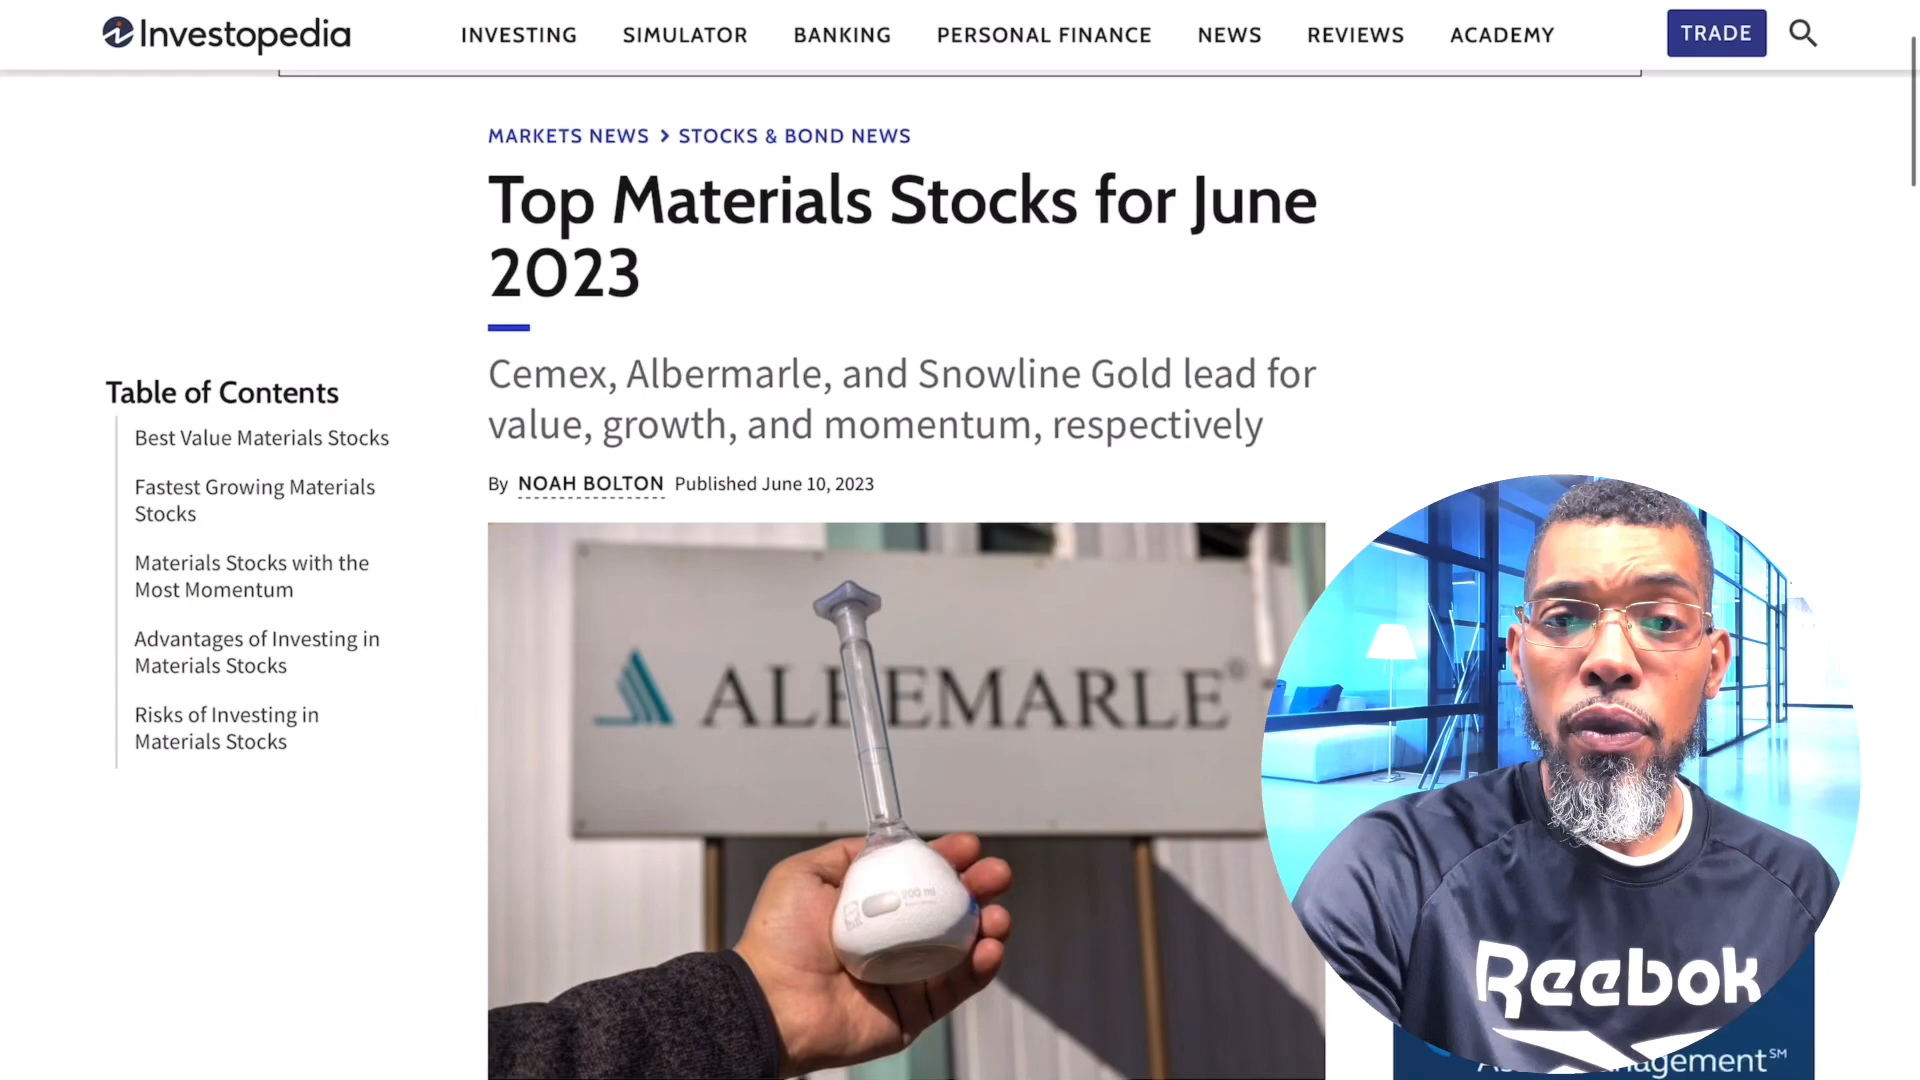 Investopedia
INVESTING SIMULATOR BANKING PERSONAL FINANCE NEWS REVIEWS ACADEMY TRADE
MARKETS NEWS > STOCKS & BOND NEWS
Top Materials Stocks for June
2023
Cemex, Albermarle, and Snowline Gold lead for
value, growth, and momentum, respectively
By NOAH BOLTON Published June 10, 2023
Table of Contents
Best Value Materials Stocks
Fastest Growing Materials
Stocks
Materials Stocks with the
Most Momentum
Advantages of Investing in
Materials Stocks
Risks of Investing in
Materials Stocks
ALBEMARLE®
Reebok